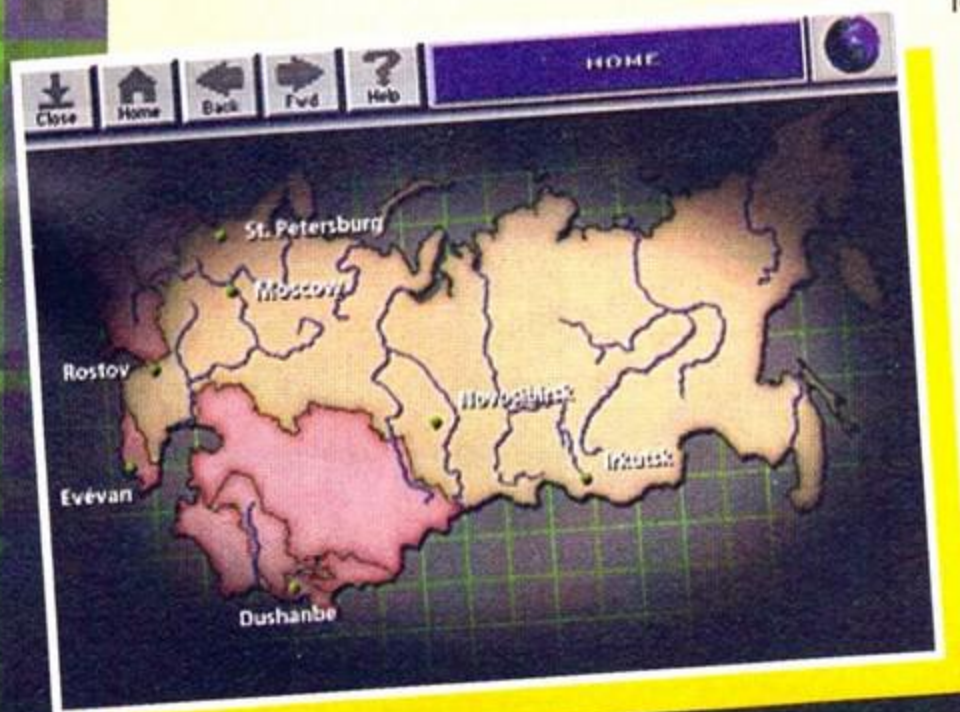 Close Home Back Fwd Help HOME
St. Petersburg
Moscow
Rostov
Novosibirsk
Irkutsk
Evévan
Dushanbe